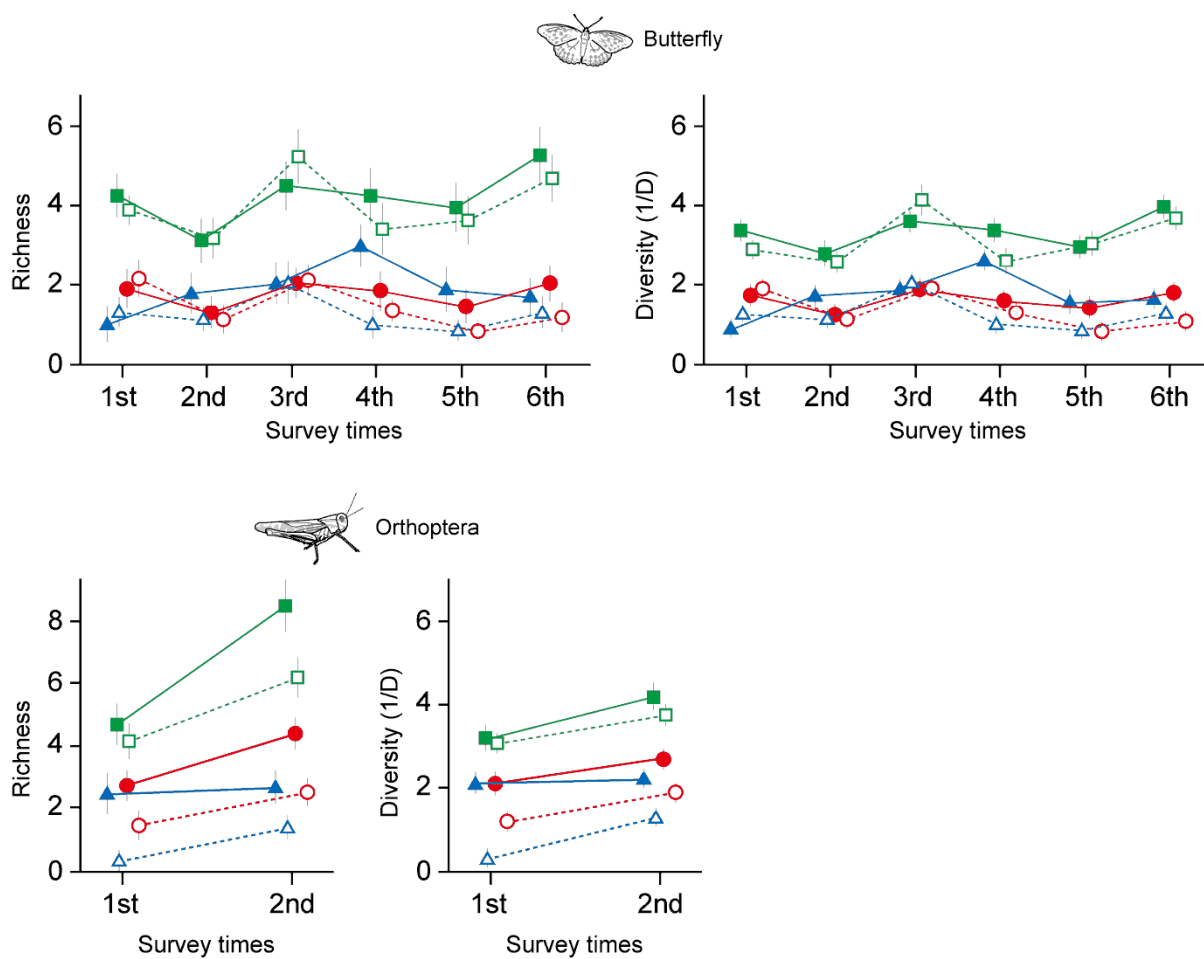 Butterfly
Richness
6
4
2
0
1st 2nd 3rd 4th 5th 6th
Survey times
Diversity (1/D)
6
4
2
0
1st 2nd 3rd 4th 5th 6th
Survey times
Orthoptera
Richness
8
6
4
2
0
1st 2nd
Survey times
Diversity (1/D)
6
4
2
0
1st 2nd
Survey times